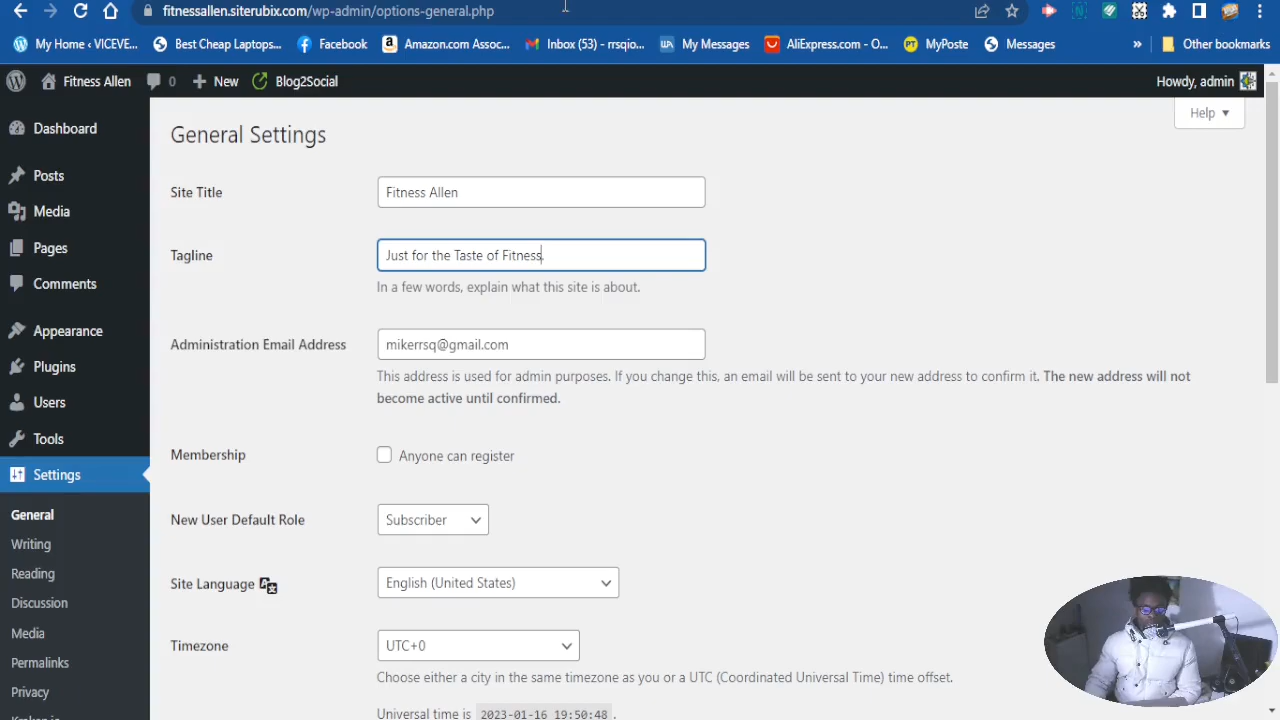 fitnessallen.siterubix.com/wp-admin/options-general.php
My Home ‹ VICEVE... Best Cheap Laptops... Facebook Amazon.com Assoc... Inbox (53) – rrsqio... My Messages AliExpress.com - O... MyPoste Messages » Other bookmarks
Fitness Allen 0 New Blog2Social Howdy, admin
Help ▼
Dashboard
Posts
Media
Pages
Comments
Appearance
Plugins
Users
Tools
Settings
General
Writing
Reading
Discussion
Media
Permalinks
Privacy
General Settings
Site Title Fitness Allen
Tagline Just for the Taste of Fitness.
In a few words, explain what this site is about.
Administration Email Address mikerrsq@gmail.com
This address is used for admin purposes. If you change this, an email will be sent to your new address to confirm it. The new address will not
become active until confirmed.
Membership Anyone can register
New User Default Role Subscriber
Site Language English (United States)
Timezone UTC+0
Choose either a city in the same timezone as you or a UTC (Coordinated Universal Time) time offset.
Universal time is 2023-01-16 19:50:48 .